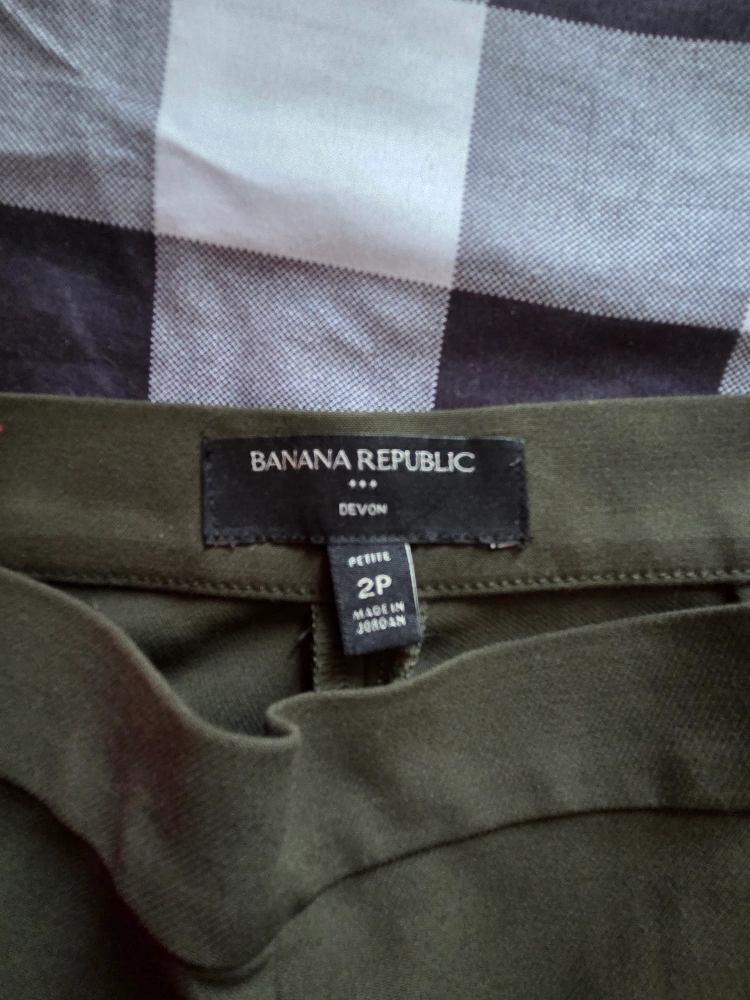 BANANA REPUBLIC
DEVON
PETITE
2P
MADE IN
JORDAN